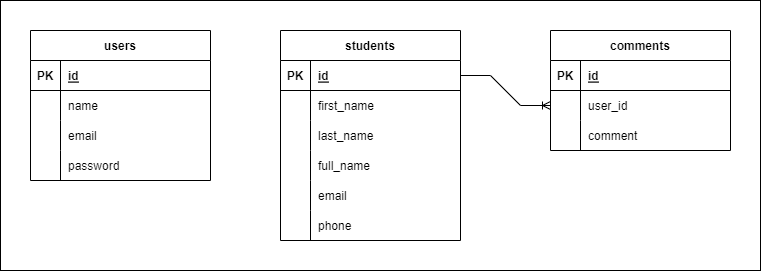 users
PK id
name
email
password
students
PK id
first_name
last_name
full_name
email
phone
comments
PK id
user_id
comment